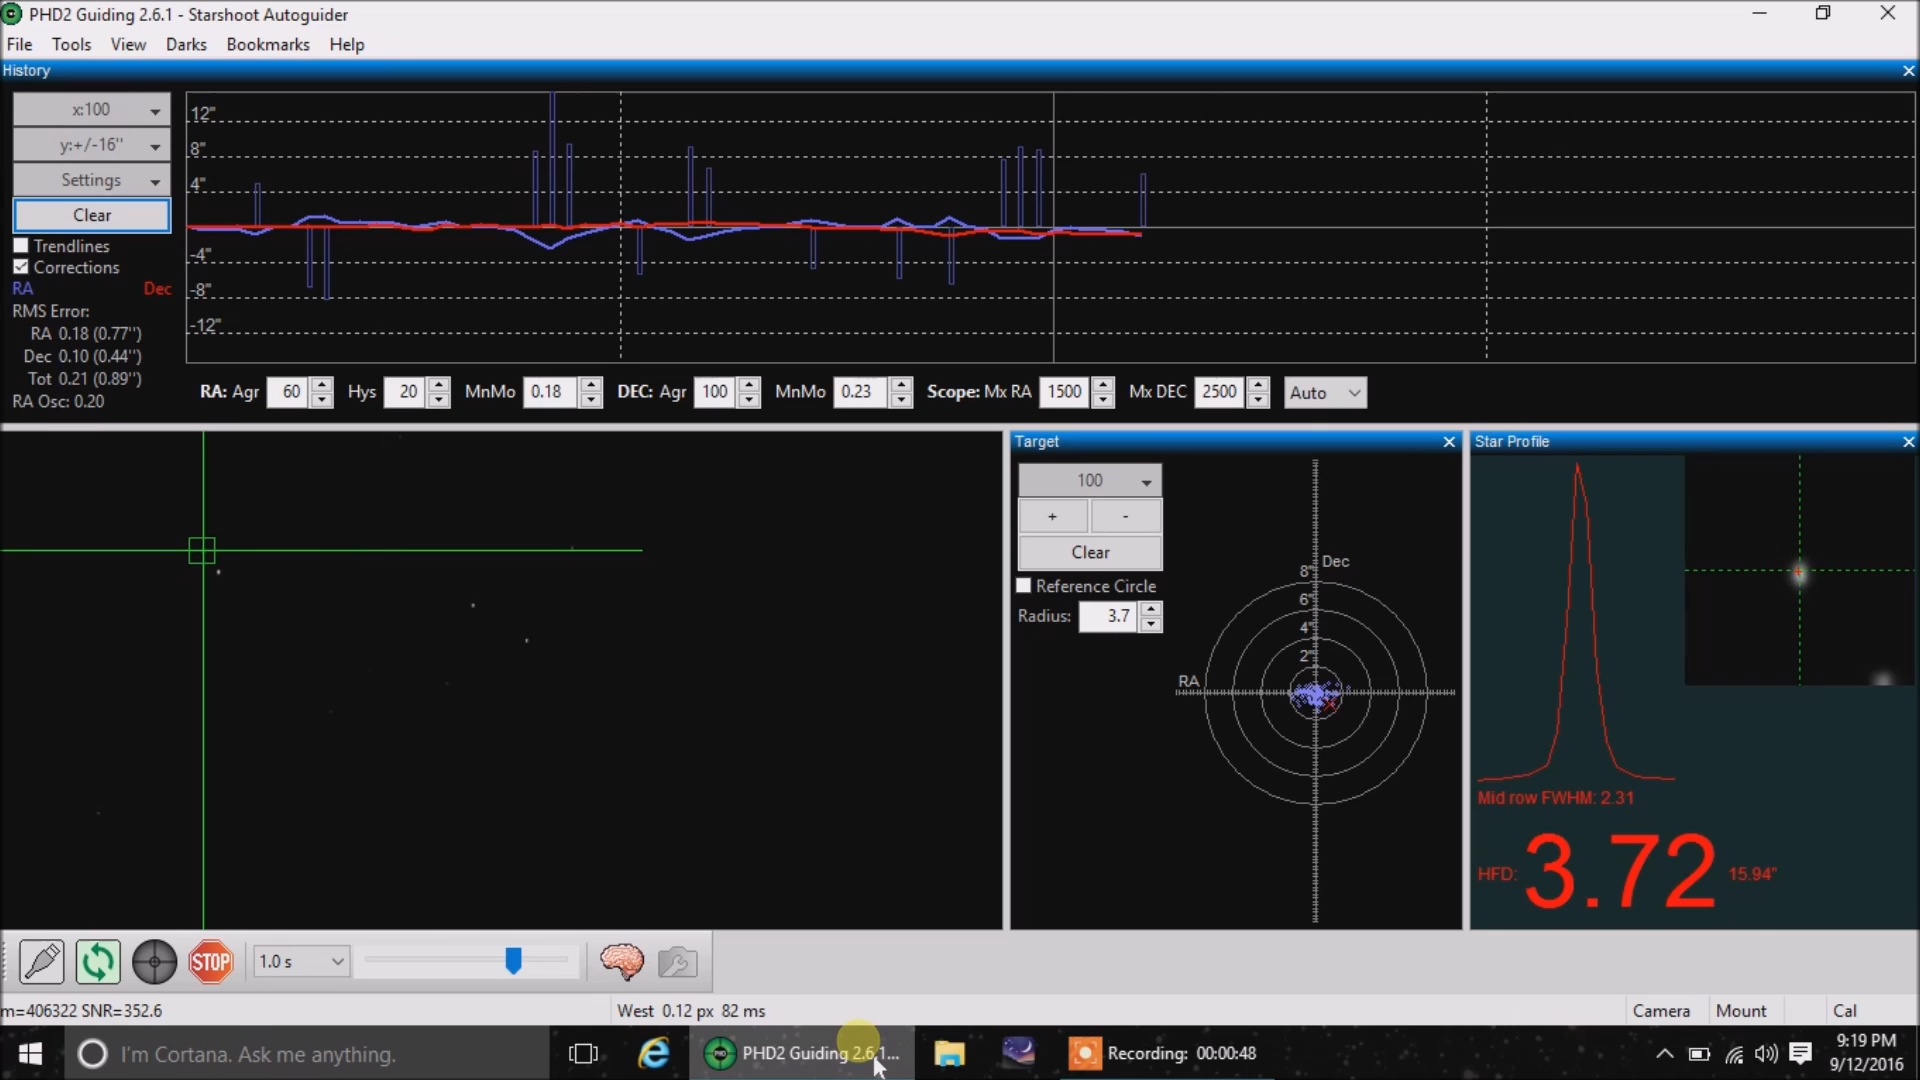 PHD2 Guiding 2.6.1 - Starshoot Autoguider
File Tools View Darks Bookmarks Help
History
x:100
y:+/-16"
Settings
Clear
Trendlines
Corrections
RA Dec
RMS Error:
RA 0.18 (0.77")
Dec 0.10 (0.44")
Tot 0.21 (0.89")
RA Osc: 0.20
12"
8"
4"
-4"
-8"
-12"
RA: Agr 60 Hys 20 MnMo 0.18 DEC: Agr 100 MnMo 0.23 Scope: Mx RA 1500 Mx DEC 2500 Auto
Target
100
+ -
Clear
Reference Circle
Radius: 3.7
Dec
8"
6"
4"
2"
RA
Star Profile
Mid row FWHM: 2.31
HFD: 3.72 15.94"
STOP
1.0 s
m=406322 SNR=352.6
West 0.12 px 82 ms
Camera Mount Cal
I'm Cortana. Ask me anything.
PHD2 Guiding 2.6.1...
Recording: 00:00:48
9:19 PM
9/12/2016